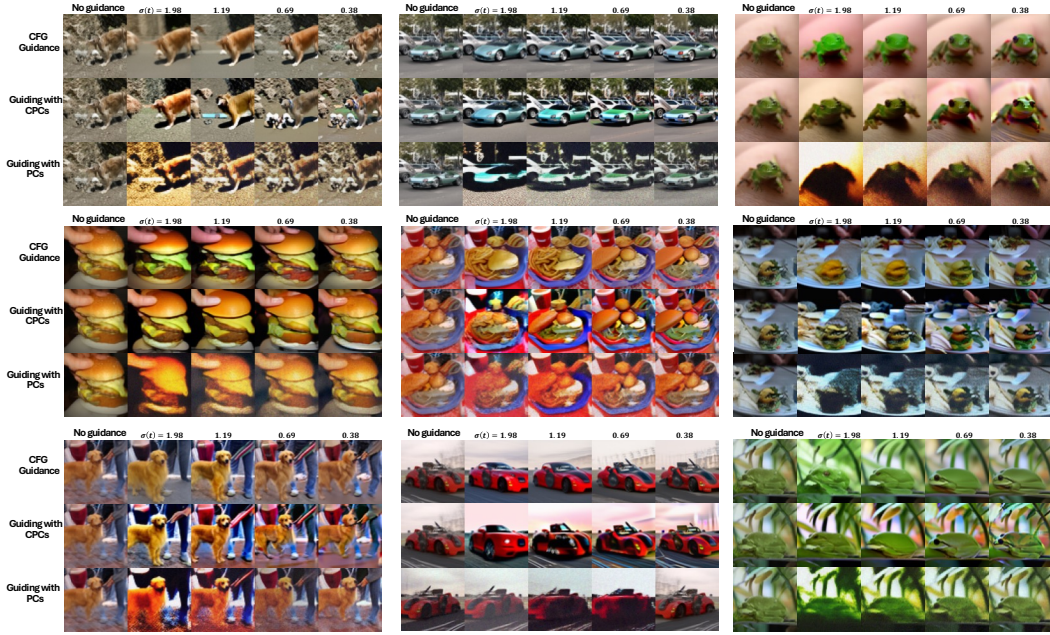 No guidance σ(t) = 1.98 1.19 0.69 0.38
No guidance σ(t) = 1.98 1.19 0.69 0.38
No guidance σ(t) = 1.98 1.19 0.69 0.38
CFG
Guidance
Guiding with
CPCs
Guiding with
PCs
No guidance σ(t) = 1.98 1.19 0.69 0.38
No guidance σ(t) = 1.98 1.19 0.69 0.38
No guidance σ(t) = 1.98 1.19 0.69 0.38
CFG
Guidance
Guiding with
CPCs
Guiding with
PCs
No guidance σ(t) = 1.98 1.19 0.69 0.38
No guidance σ(t) = 1.98 1.19 0.69 0.38
No guidance σ(t) = 1.98 1.19 0.69 0.38
CFG
Guidance
Guiding with
CPCs
Guiding with
PCs